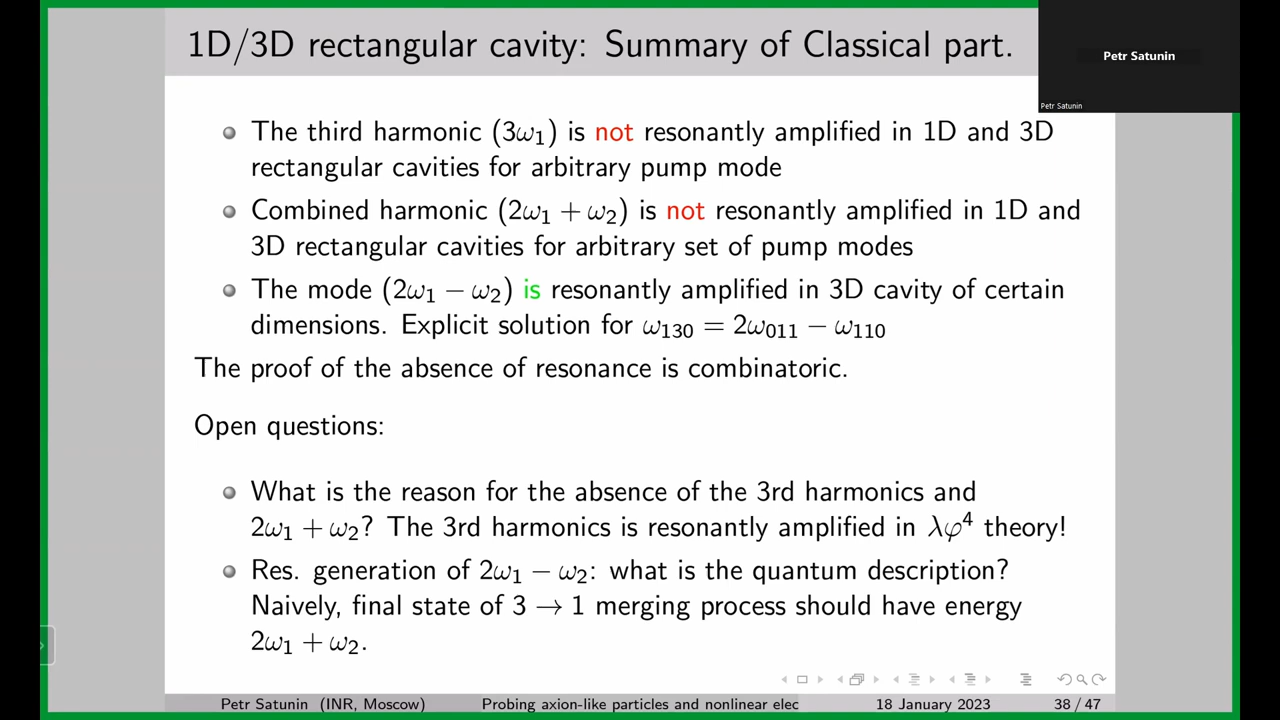 1D/3D rectangular cavity: Summary of Classical part.
Petr Satunin
Petr Satunin
The third harmonic (3ω₁) is not resonantly amplified in 1D and 3D
rectangular cavities for arbitrary pump mode
Combined harmonic (2ω₁ + ω₂) is not resonantly amplified in 1D and
3D rectangular cavities for arbitrary set of pump modes
The mode (2ω₁ − ω₂) is resonantly amplified in 3D cavity of certain
dimensions. Explicit solution for ω₁₃₀ = 2ω₀₁₁ − ω₁₁₀
The proof of the absence of resonance is combinatoric.
Open questions:
What is the reason for the absence of the 3rd harmonics and
2ω₁ + ω₂? The 3rd harmonics is resonantly amplified in λφ⁴ theory!
Res. generation of 2ω₁ − ω₂: what is the quantum description?
Naively, final state of 3 → 1 merging process should have energy
2ω₁ + ω₂.
Petr Satunin (INR, Moscow) Probing axion-like particles and nonlinear elec 18 January 2023 38 / 47